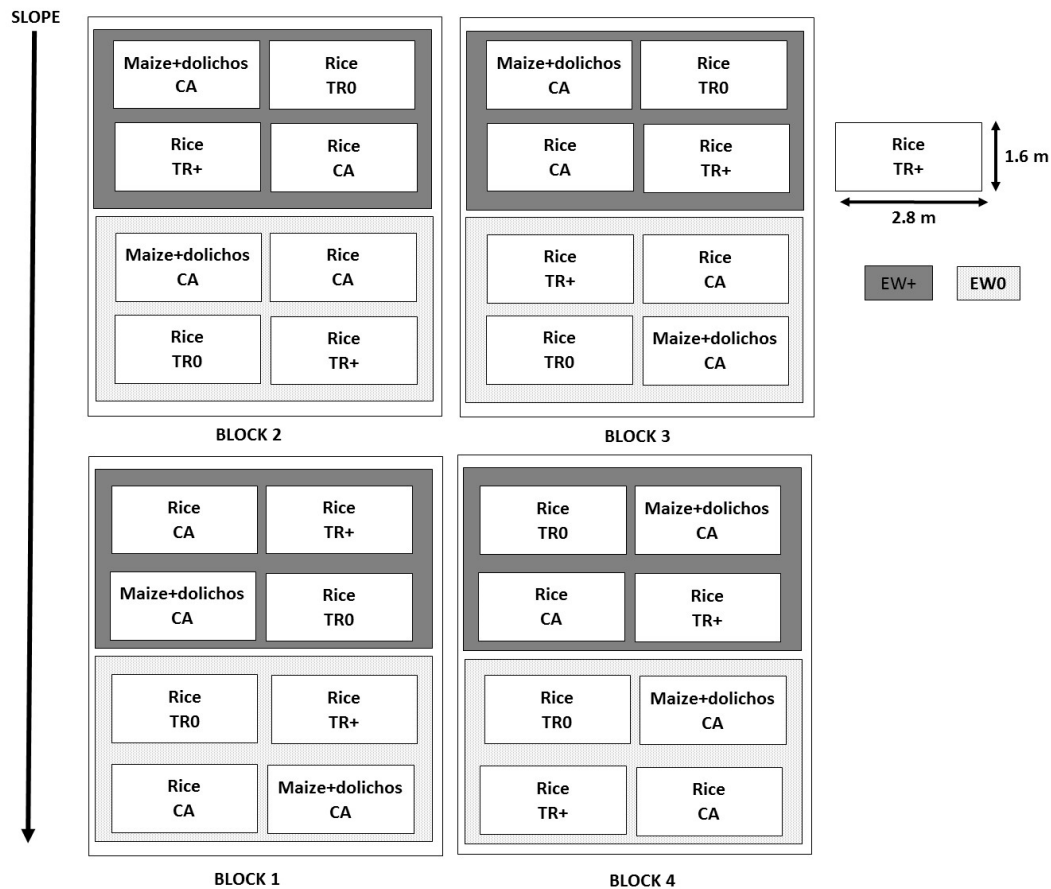 SLOPE
Maize+dolichos
CA
Rice
TR0
Rice
TR+
Rice
CA
Maize+dolichos
CA
Rice
CA
Rice
TR0
Rice
TR+
BLOCK 2
Maize+dolichos
CA
Rice
TR0
Rice
CA
Rice
TR+
Rice
TR+
Rice
CA
Rice
TR0
Maize+dolichos
CA
BLOCK 3
Rice
TR+
1.6 m
2.8 m
EW+
EW0
Rice
CA
Rice
TR+
Maize+dolichos
CA
Rice
TR0
Rice
TR0
Rice
TR+
Rice
CA
Maize+dolichos
CA
BLOCK 1
Rice
TR0
Maize+dolichos
CA
Rice
CA
Rice
TR+
Rice
TR0
Maize+dolichos
CA
Rice
TR+
Rice
CA
BLOCK 4